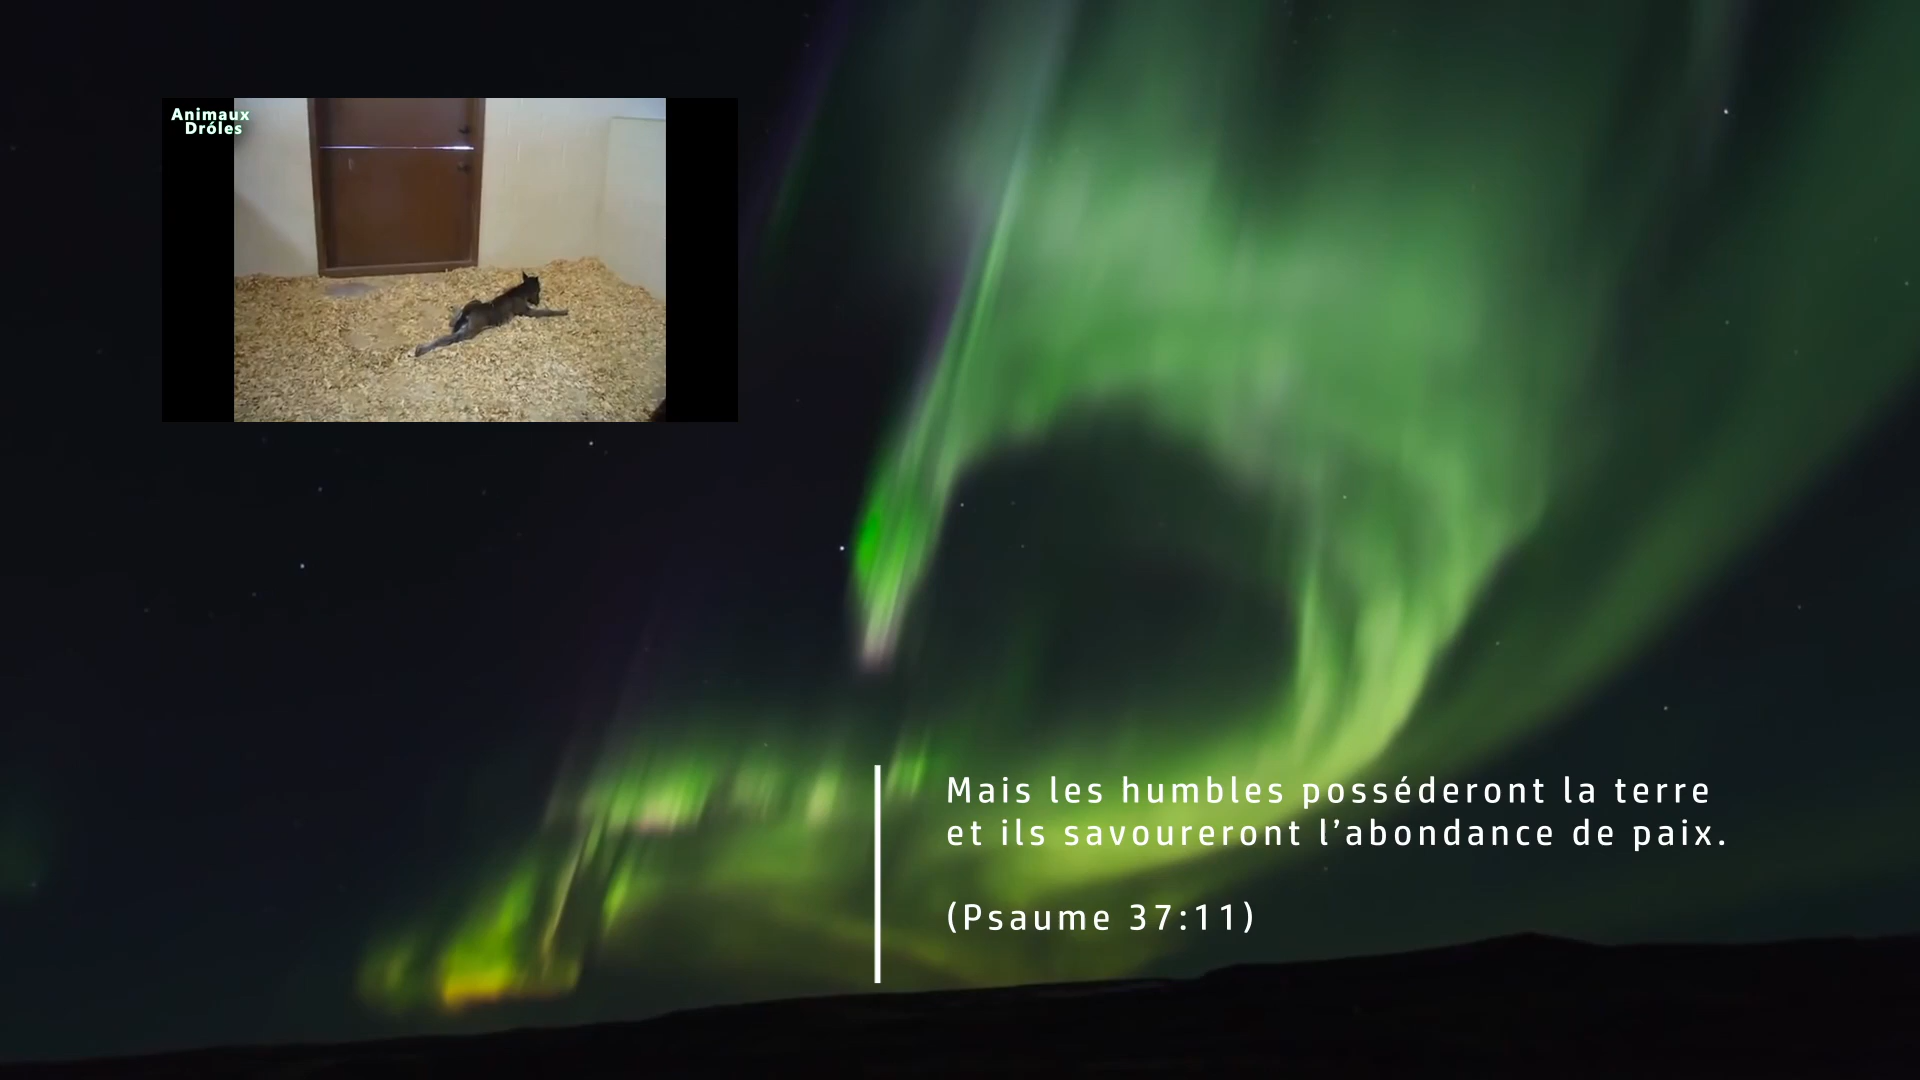 Animaux
Drôles
Mais les humbles posséderont la terre
et ils savoureront l’abondance de paix.
(Psaume 37:11)